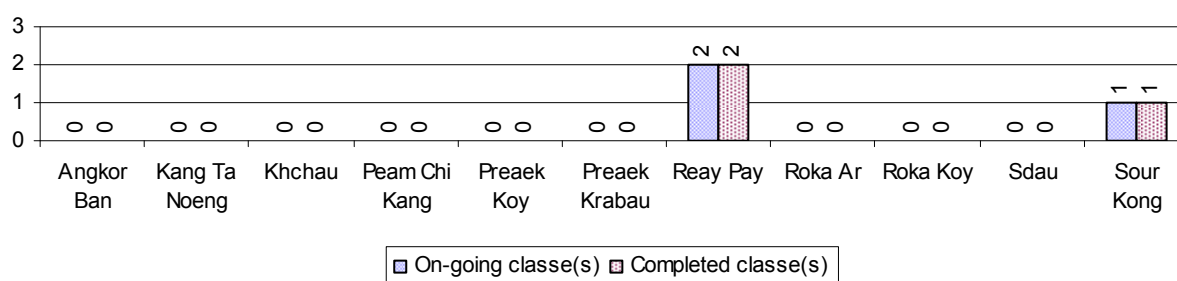 3
2
1
0
0 0 0 0 0 0 0 0 0 0 0 0 2 2 0 0 0 0 0 0 1 1
Angkor Ban
Kang Ta Noeng
Khchau
Peam Chi Kang
Preaek Koy
Preaek Krabau
Reay Pay
Roka Ar
Roka Koy
Sdau
Sour Kong
On-going classe(s) Completed classe(s)